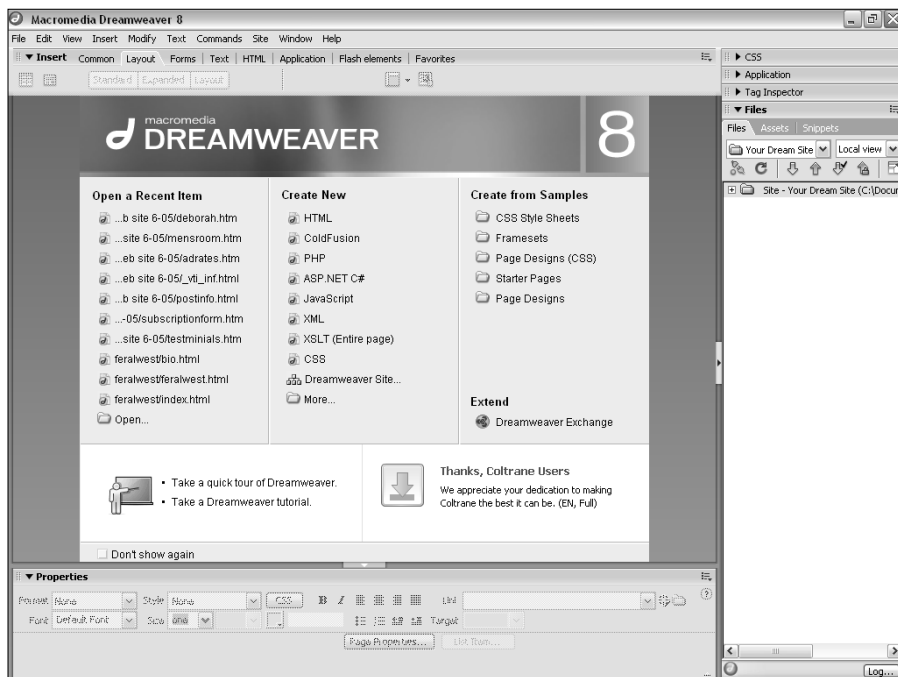 Macromedia Dreamweaver 8
File Edit View Insert Modify Text Commands Site Window Help
Insert Common Layout Forms Text HTML Application Flash elements Favorites
Standard Expanded Layout
macromedia
DREAMWEAVER 8
Open a Recent Item
...b site 6-05/deborah.htm
...site 6-05/mensroom.htm
...eb site 6-05/adrates.htm
...eb site 6-05/_vti_inf.html
...b site 6-05/postinfo.html
...-05/subscriptionform.htm
...site 6-05/testminials.htm
feralwest/bio.html
feralwest/feralwest.html
feralwest/index.html
Open...
Create New
HTML
ColdFusion
PHP
ASP.NET C#
JavaScript
XML
XSLT (Entire page)
CSS
Dreamweaver Site...
More...
Create from Samples
CSS Style Sheets
Framesets
Page Designs (CSS)
Starter Pages
Page Designs
Extend
Dreamweaver Exchange
• Take a quick tour of Dreamweaver.
• Take a Dreamweaver tutorial.
Thanks, Coltrane Users
We appreciate your dedication to making
Coltrane the best it can be. (EN, Full)
Don't show again
Properties
Format None Style None CSS B I Link
Font Default Font Size None Target
Page Properties... List Item...
CSS
Application
Tag Inspector
Files
Files Assets Snippets
Your Dream Site Local view
Site - Your Dream Site (C:\Docur
Log...